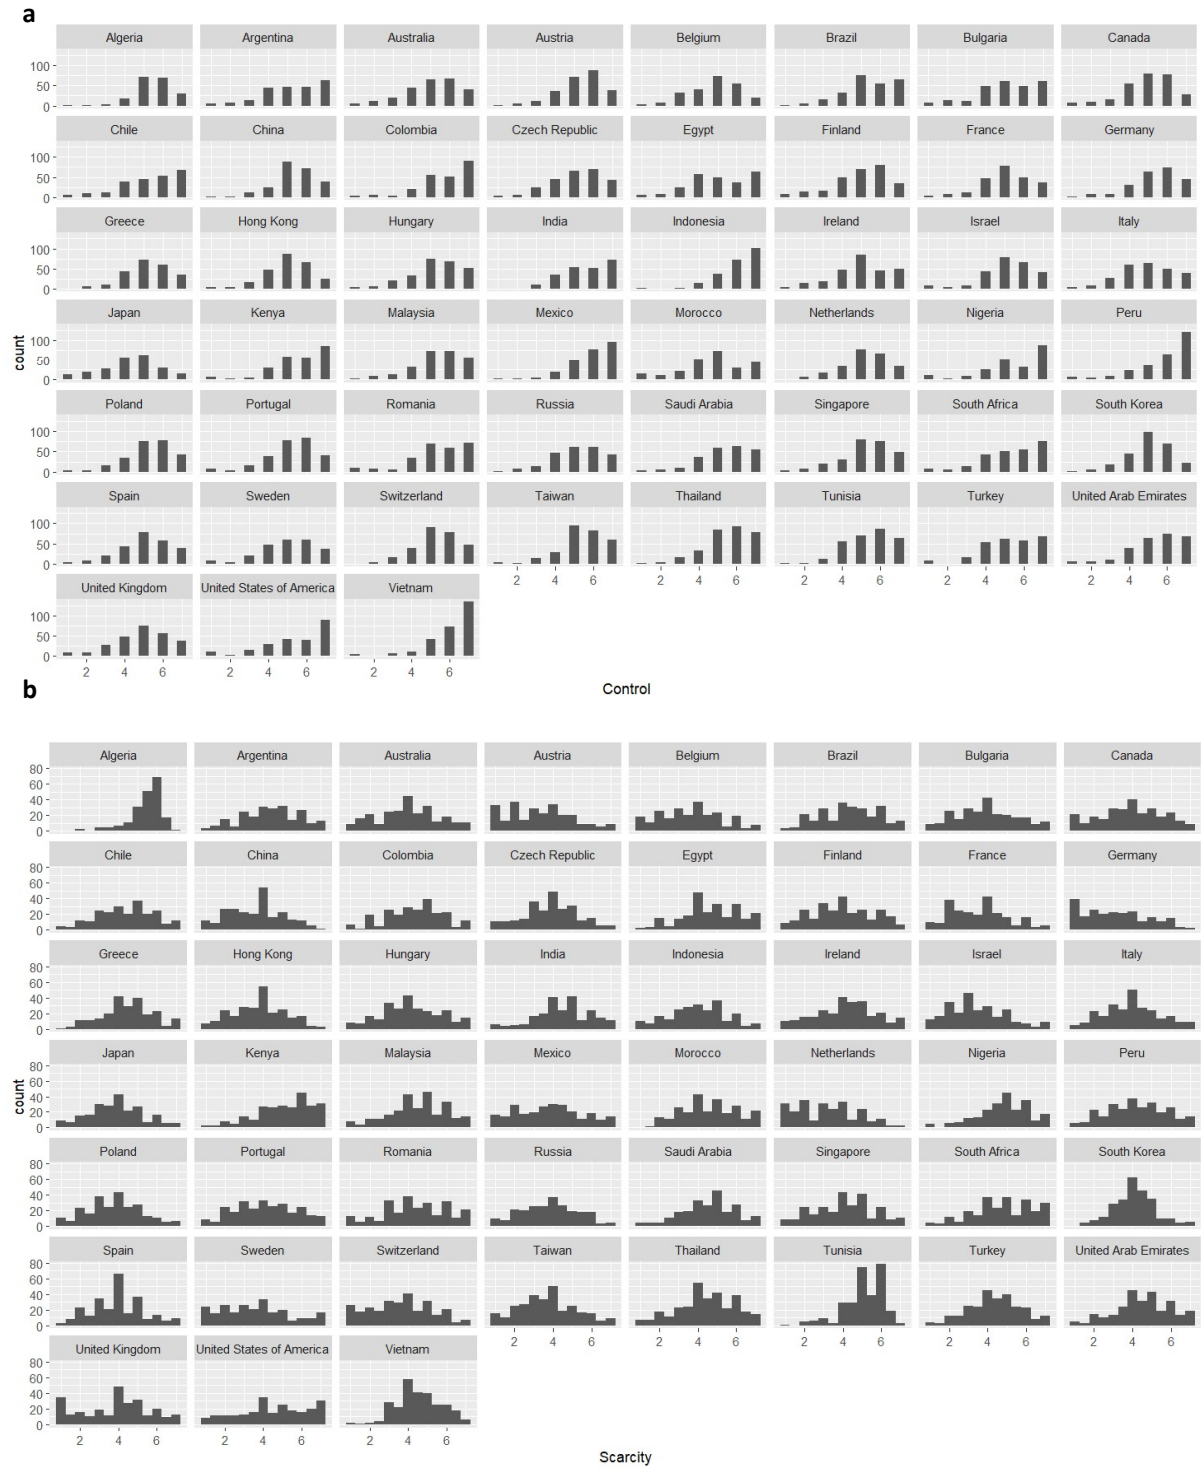 a
Algeria Argentina Australia Austria Belgium Brazil Bulgaria Canada
100
50
0
Chile China Colombia Czech Republic Egypt Finland France Germany
100
50
0
Greece Hong Kong Hungary India Indonesia Ireland Israel Italy
100
50
0
Japan Kenya Malaysia Mexico Morocco Netherlands Nigeria Peru
100
50
0
count
Poland Portugal Romania Russia Saudi Arabia Singapore South Africa South Korea
100
50
0
Spain Sweden Switzerland Taiwan Thailand Tunisia Turkey United Arab Emirates
100
50
0
2 4 6 2 4 6 2 4 6 2 4 6 2 4 6
United Kingdom United States of America Vietnam
100
50
0
2 4 6 2 4 6 2 4 6
Control
b
Algeria Argentina Australia Austria Belgium Brazil Bulgaria Canada
80
60
40
20
0
Chile China Colombia Czech Republic Egypt Finland France Germany
80
60
40
20
0
Greece Hong Kong Hungary India Indonesia Ireland Israel Italy
80
60
40
20
0
Japan Kenya Malaysia Mexico Morocco Netherlands Nigeria Peru
80
60
40
20
0
count
Poland Portugal Romania Russia Saudi Arabia Singapore South Africa South Korea
80
60
40
20
0
Spain Sweden Switzerland Taiwan Thailand Tunisia Turkey United Arab Emirates
80
60
40
20
0
2 4 6 2 4 6 2 4 6 2 4 6 2 4 6
United Kingdom United States of America Vietnam
80
60
40
20
0
2 4 6 2 4 6 2 4 6
Scarcity